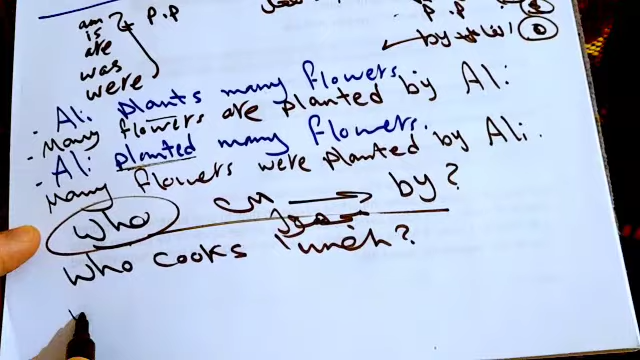 am
is
are
was
were
P.P
P.P
by
- Ali plants many flowers.
- Many flowers are planted by Ali
- Ali planted many flowers.
Many flowers were planted by Ali.
who
by?
Who cooks lunch?